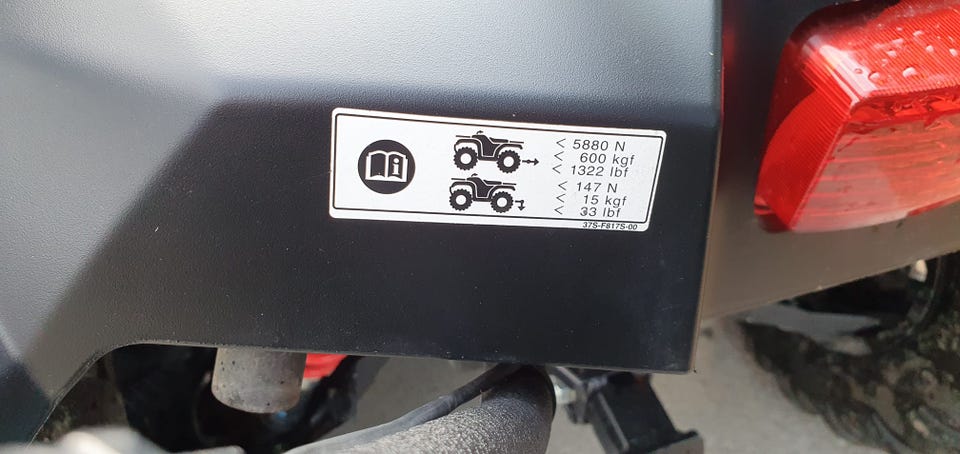 < 5880 N
< 600 kgf
< 1322 lbf
< 147 N
< 15 kgf
< 33 lbf
37S-F817S-00